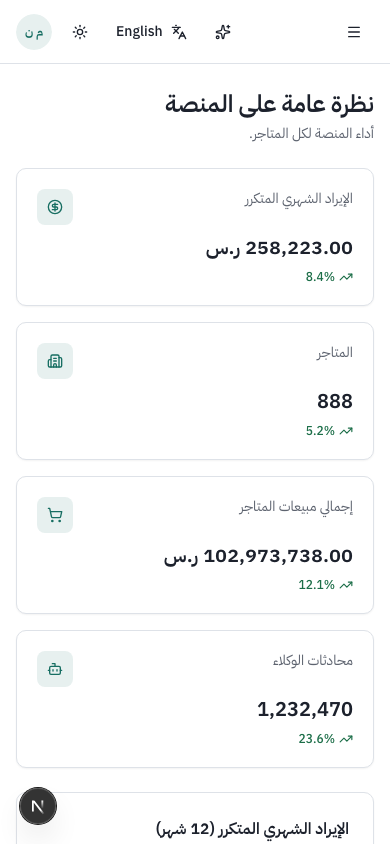 م ن
English
نظرة عامة على المنصة
أداء المنصة لكل المتاجر.
الإيراد الشهري المتكرر
258,223.00 ر.س
8.4%
المتاجر
888
5.2%
إجمالي مبيعات المتاجر
102,973,738.00 ر.س
12.1%
محادثات الوكلاء
1,232,470
23.6%
الإيراد الشهري المتكرر (12 شهر)
N